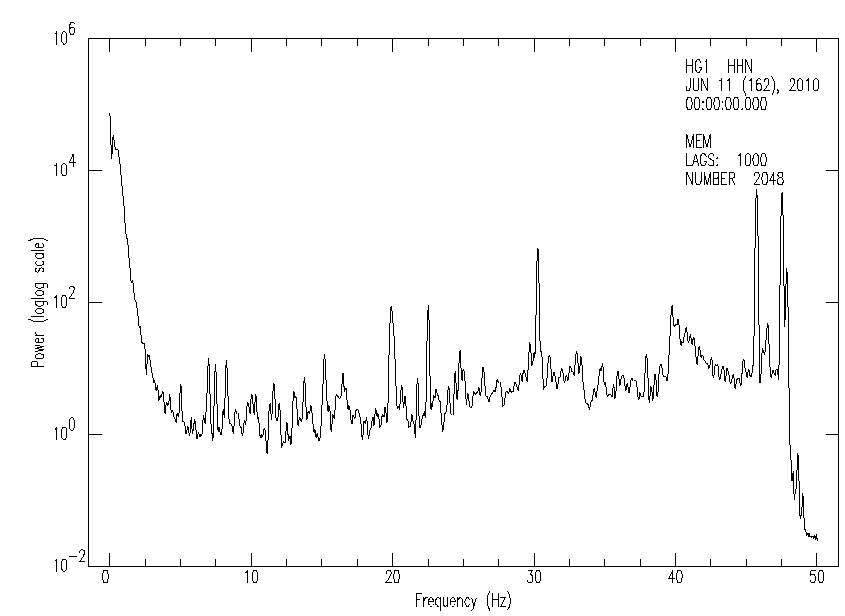 10^6
HG1 HHN
JUN 11 (162), 2010
00:00:00.000
MEM
LAGS: 1000
NUMBER 2048
10^4
10^2
10^0
10^-2
Power (loglog scale)
0 10 20 30 40 50
Frequency (Hz)